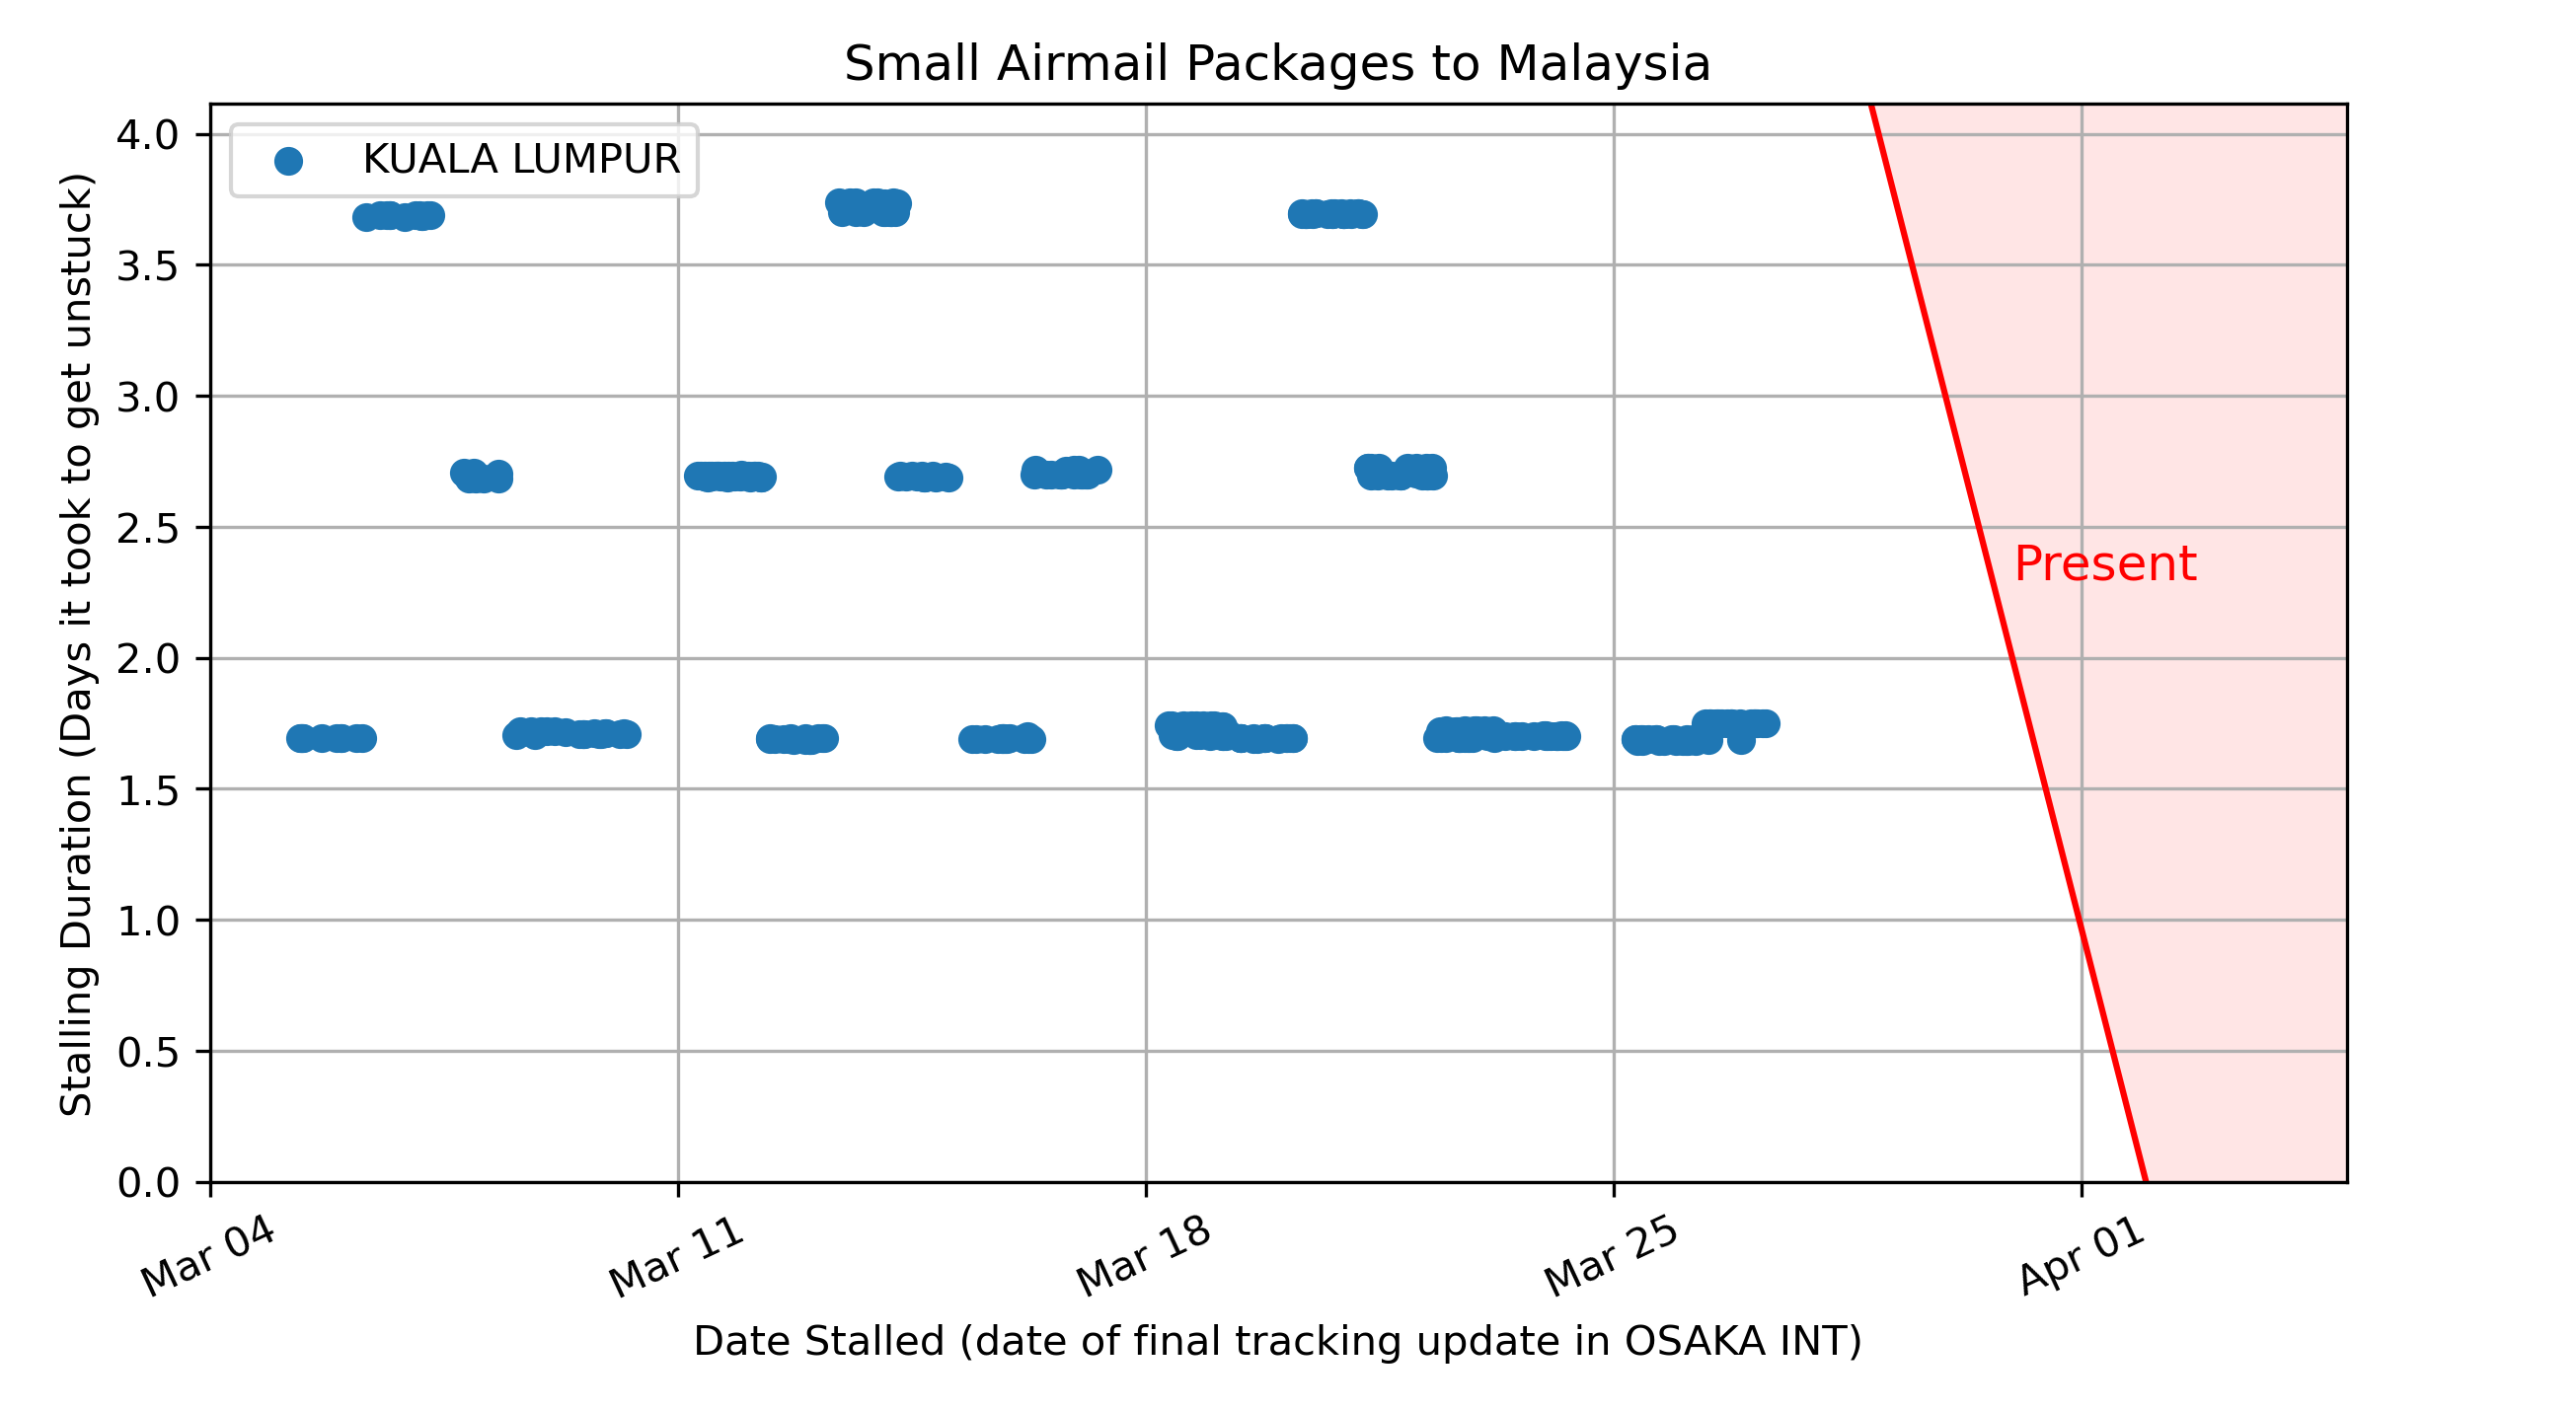 Small Airmail Packages to Malaysia
KUALA LUMPUR
Stalling Duration (Days it took to get unstuck)
4.0
3.5
3.0
2.5
2.0
1.5
1.0
0.5
0.0
Present
Mar 04
Mar 11
Mar 18
Mar 25
Apr 01
Date Stalled (date of final tracking update in OSAKA INT)